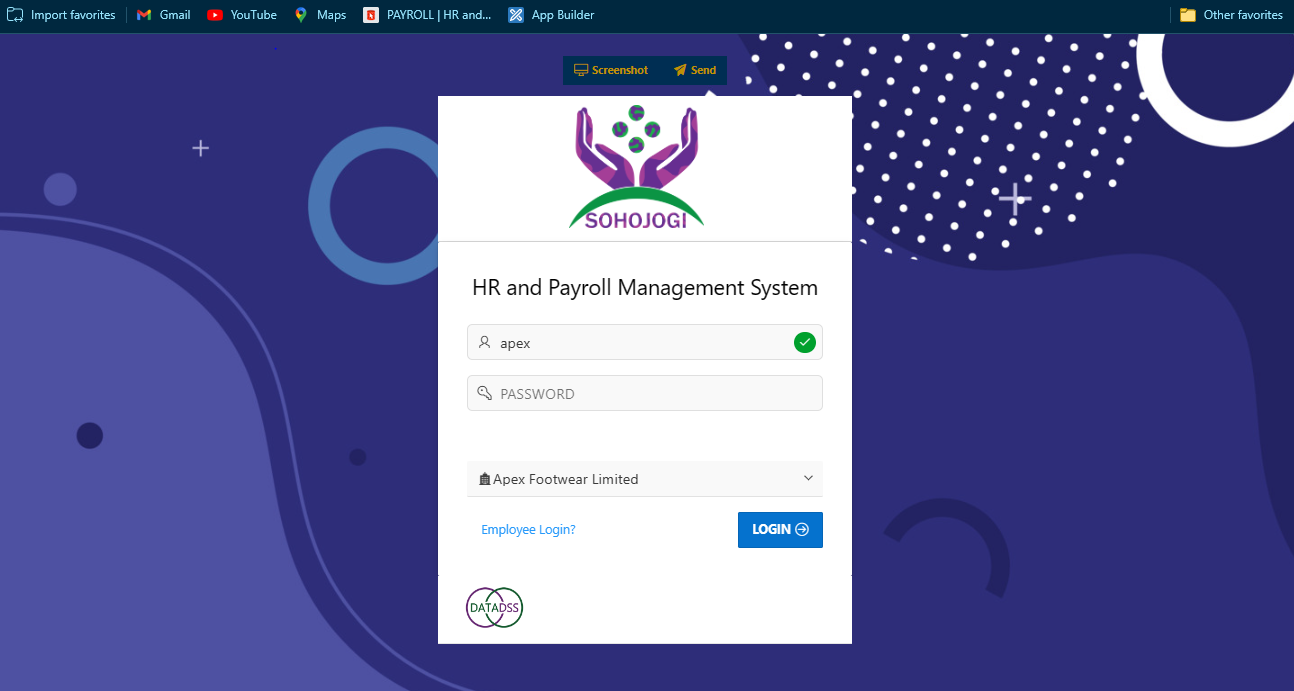 Import favorites Gmail YouTube Maps PAYROLL | HR and... App Builder Other favorites
Screenshot Send
SOHOJOGI
HR and Payroll Management System
apex
PASSWORD
Apex Footwear Limited
Employee Login? LOGIN
DATADSS